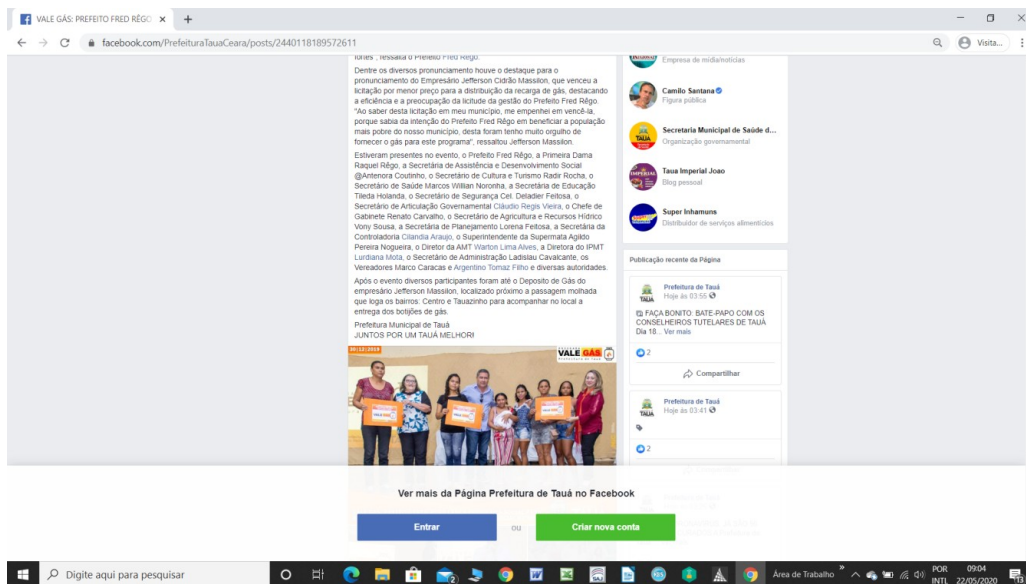 VALE GÁS: PREFEITO FRED RÊGO
facebook.com/PrefeituraTauaCeara/posts/2440118189572611
Visita...
fortes", ressalta o Prefeito Fred Rêgo.
Dentre os diversos pronunciamento houve o destaque para o
pronunciamento do Empresário Jefferson Cidrão Massilon, que venceu a
licitação por menor preço para a distribuição da recarga de gás, destacando
a eficiência e a preocupação da licitude da gestão do Prefeito Fred Rêgo.
"Ao saber desta licitação em meu município, me empenhei em vencê-la,
porque sabia da intenção do Prefeito Fred Rêgo em beneficiar a população
mais pobre do nosso município, desta foram tenho muito orgulho de
fornecer o gás para este programa", ressaltou Jefferson Massilon.
Estiveram presentes no evento, o Prefeito Fred Rêgo, a Primeira Dama
Raquel Rêgo, a Secretária de Assistência e Desenvolvimento Social
@Antenora Coutinho, o Secretário de Cultura e Turismo Radir Rocha, o
Secretário de Saúde Marcos Willian Noronha, a Secretária de Educação
Tileda Holanda, o Secretário de Segurança Cel. Deladier Feitosa, o
Secretário de Articulação Governamental Cláudio Regis Vieira, o Chefe de
Gabinete Renato Carvalho, o Secretário de Agricultura e Recursos Hídrico
Vony Sousa, a Secretária de Planejamento Lorena Feitosa, a Secretária da
Controladoria Cilandia Araujo, o Superintendente da Supermata Agildo
Pereira Nogueira, o Diretor da AMT Warton Lima Alves, a Diretora do IPMT
Lurdiana Mota, o Secretário de Administração Ladislau Cavalcante, os
Vereadores Marco Caracas e Argentino Tomaz Filho e diversas autoridades.
Após o evento diversos participantes foram até o Deposito de Gás do
empresário Jefferson Massilon, localizado próximo a passagem molhada
que loga os bairros: Centro e Tauazinho para acompanhar no local a
entrega dos botijões de gás.
Prefeitura Municipal de Tauá
JUNTOS POR UM TAUÁ MELHOR!
30|12|2019
VALE GÁS
Empresa de mídia/notícias
Camilo Santana
Figura pública
Secretaria Municipal de Saúde d...
Organização governamental
Taua Imperial Joao
Blog pessoal
Super Inhamuns
Distribuidor de serviços alimentícios
Publicação recente da Página
Prefeitura de Tauá
Hoje às 03:55
FAÇA BONITO: BATE-PAPO COM OS
CONSELHEIROS TUTELARES DE TAUÁ
Dia 18... Ver mais
2
Compartilhar
Prefeitura de Tauá
Hoje às 03:41
2
Ver mais da Página Prefeitura de Tauá no Facebook
Entrar
ou
Criar nova conta
Digite aqui para pesquisar
Área de Trabalho
POR
INTL
09:04
22/05/2020